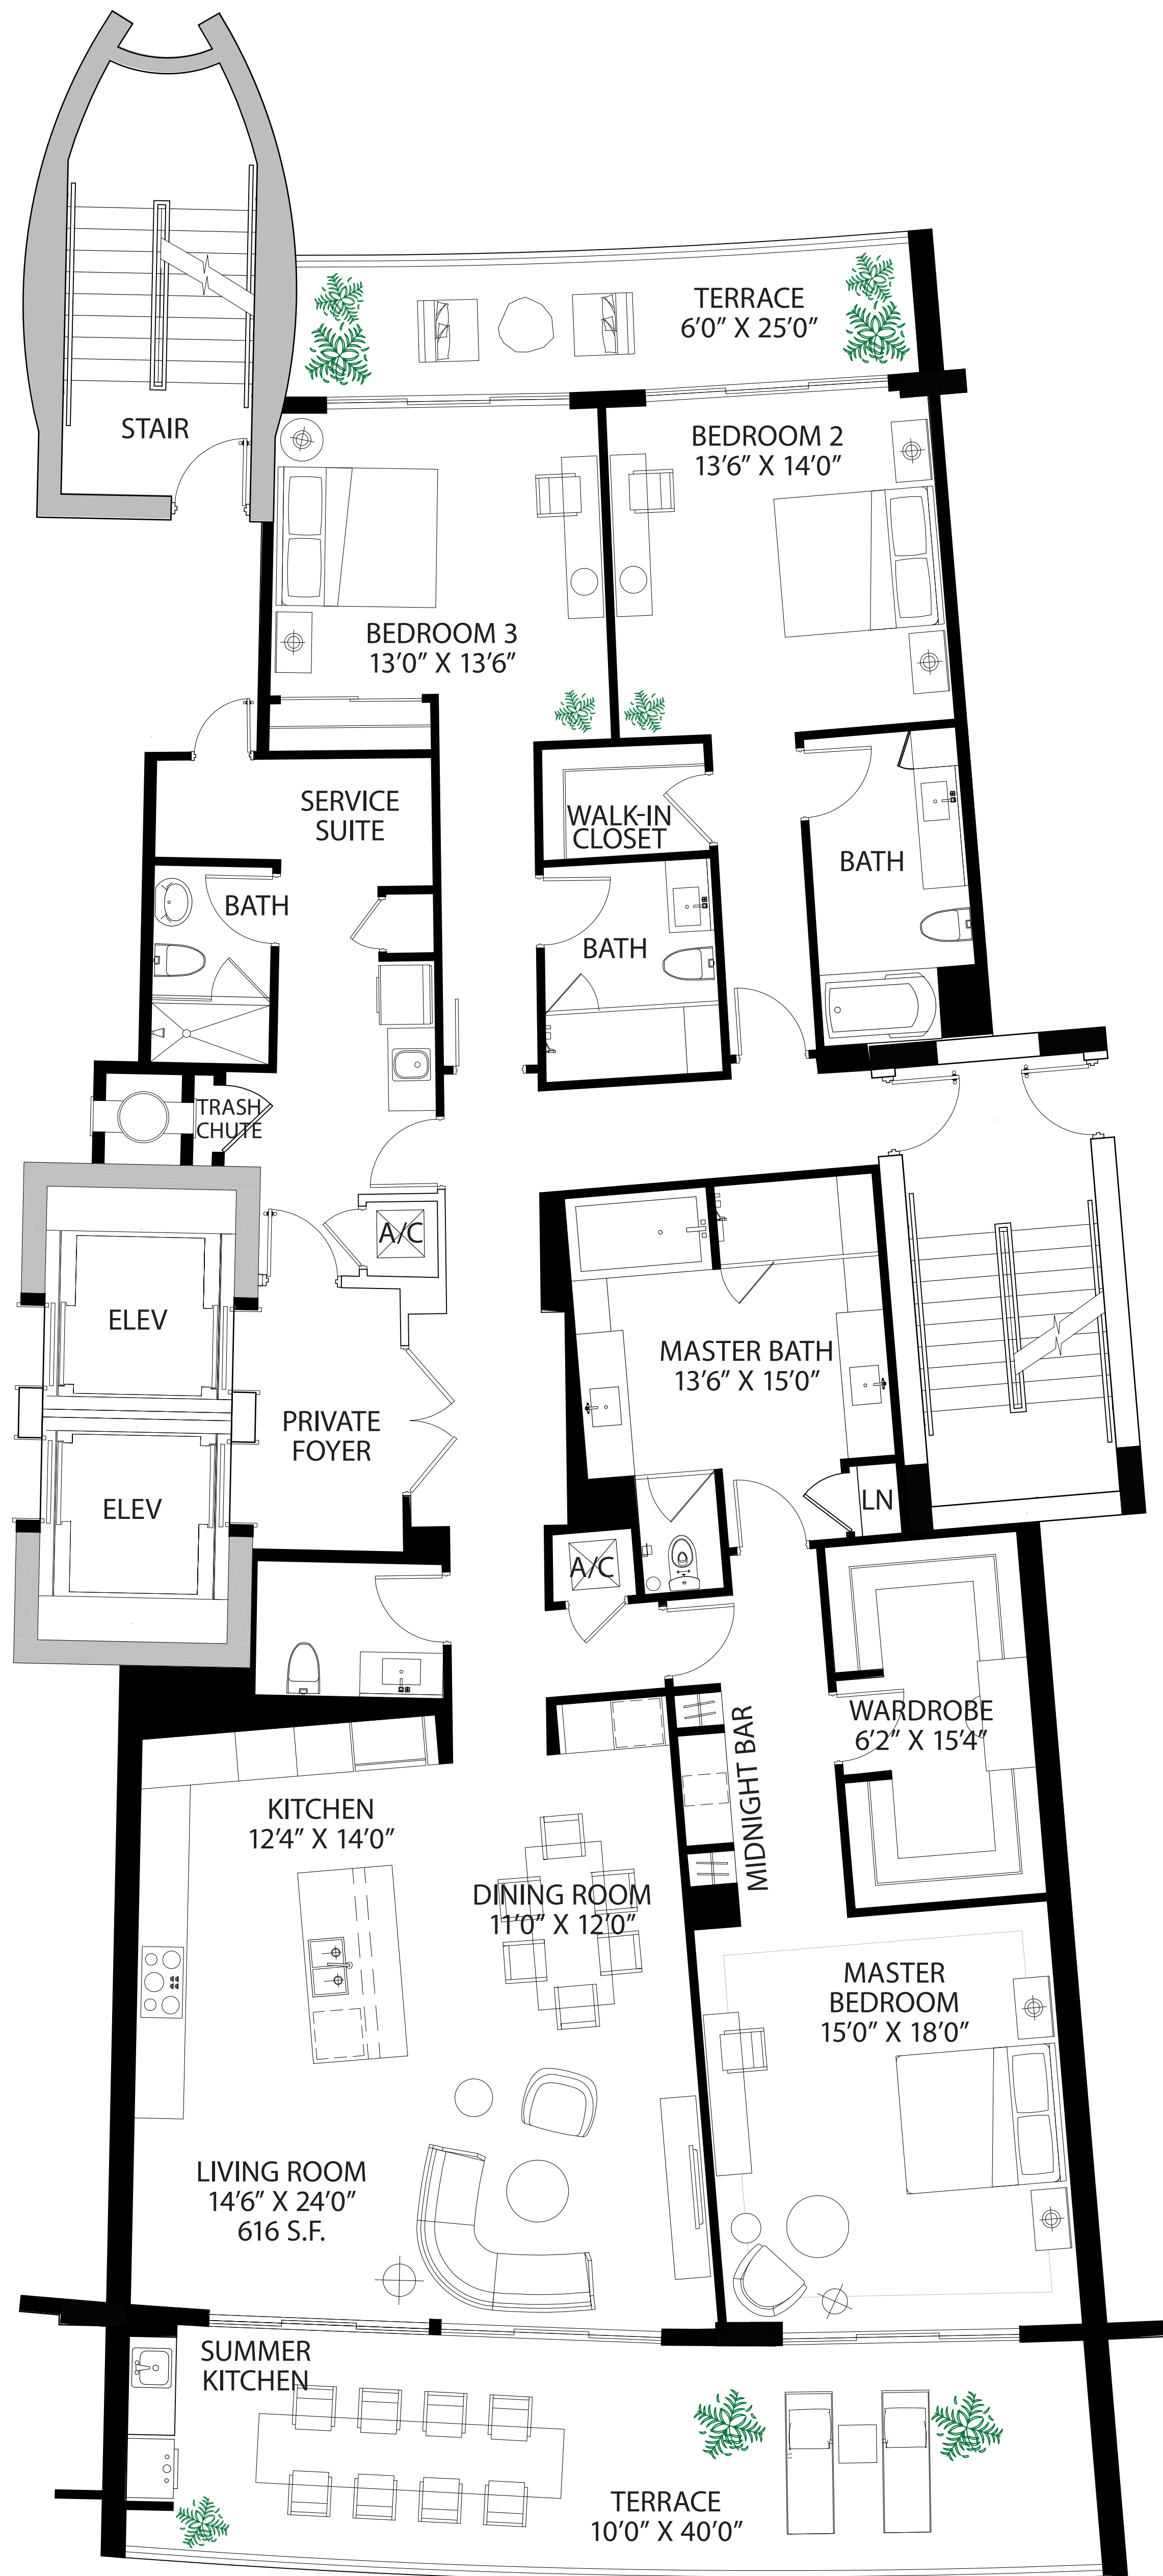 TERRACE
6'0" X 25'0"
STAIR
BEDROOM 2
13'6" X 14'0"
BEDROOM 3
13'0" X 13'6"
SERVICE
SUITE
WALK-IN
CLOSET
BATH
BATH
BATH
TRASH
CHUTE
A/C
ELEV
MASTER BATH
13'6" X 15'0"
PRIVATE
FOYER
ELEV
LN
A/C
WARDROBE
6'2" X 15'4"
MIDNIGHT BAR
KITCHEN
12'4" X 14'0"
DINING ROOM
11'0" X 12'0"
MASTER
BEDROOM
15'0" X 18'0"
LIVING ROOM
14'6" X 24'0"
616 S.F.
SUMMER
KITCHEN
TERRACE
10'0" X 40'0"